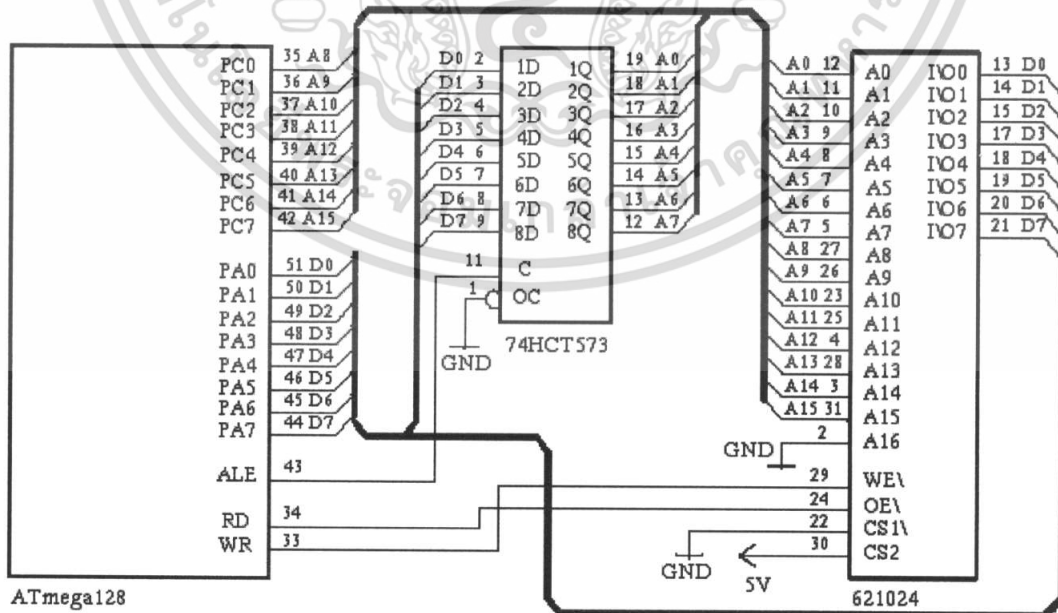 PC0 35 A8
PC1 36 A9
PC2 37 A10
PC3 38 A11
PC4 39 A12
PC5 40 A13
PC6 41 A14
PC7 42 A15
PA0 51 D0
PA1 50 D1
PA2 49 D2
PA3 48 D3
PA4 47 D4
PA5 46 D5
PA6 45 D6
PA7 44 D7
ALE 43
RD 34
WR 33
ATmega128
D0 2 1D 1Q 19 A0
D1 3 2D 2Q 18 A1
D2 4 3D 3Q 17 A2
D3 5 4D 4Q 16 A3
D4 6 5D 5Q 15 A4
D5 7 6D 6Q 14 A5
D6 8 7D 7Q 13 A6
D7 9 8D 8Q 12 A7
11 C
1 OC
GND
74HCT573
A0 12 A0 I\O0 13 D0
A1 11 A1 I\O1 14 D1
A2 10 A2 I\O2 15 D2
A3 9 A3 I\O3 17 D3
A4 8 A4 I\O4 18 D4
A5 7 A5 I\O5 19 D5
A6 6 A6 I\O6 20 D6
A7 5 A7 I\O7 21 D7
A8 27 A8
A9 26 A9
A10 23 A10
A11 25 A11
A12 4 A12
A13 28 A13
A14 3 A14
A15 31 A15
GND 2 A16
29 WE\
24 OE\
GND 22 CS1\
5V 30 CS2
621024